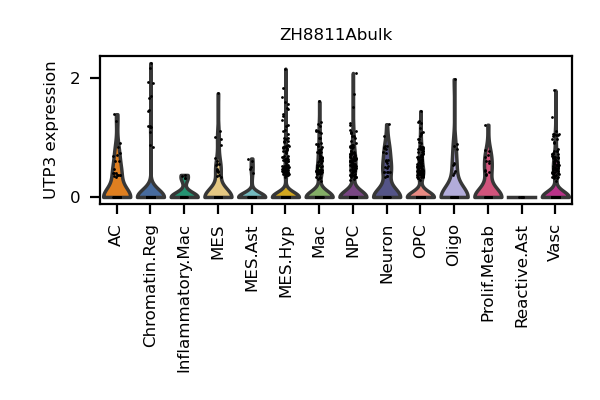 ZH8811Abulk
UTP3 expression
2
0
AC
Chromatin.Reg
Inflammatory.Mac
MES
MES.Ast
MES.Hyp
Mac
NPC
Neuron
OPC
Oligo
Prolif.Metab
Reactive.Ast
Vasc